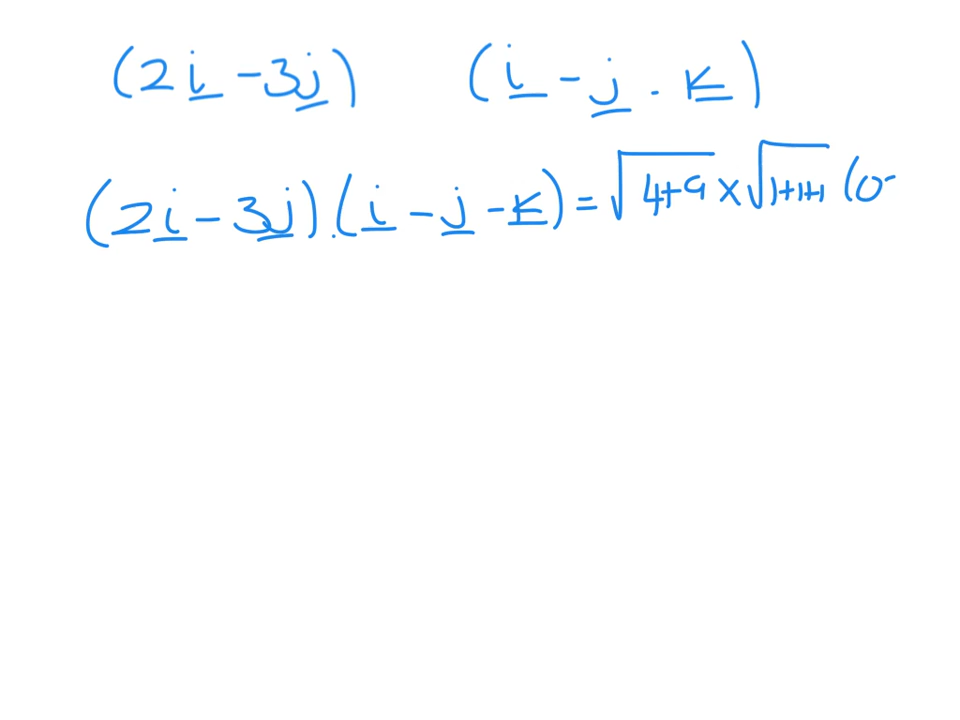 (2i - 3j) (i - j - k)
(2i - 3j).(i - j - k) = √4+9 × √1+1+1 (o